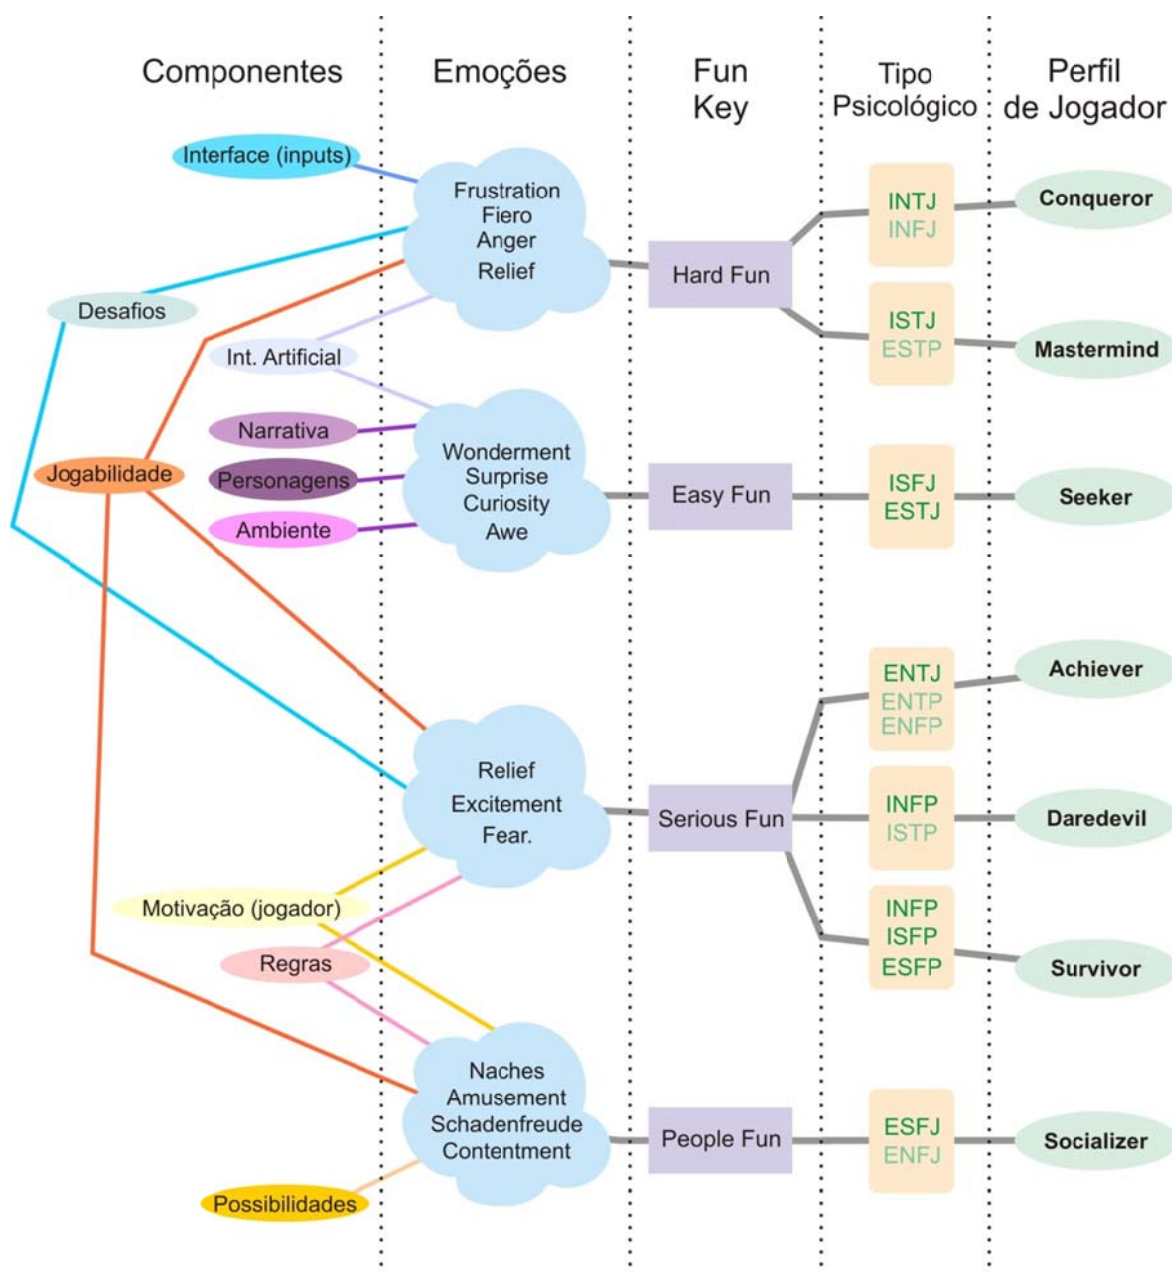 Componentes
Emoções
Fun
Key
Tipo
Psicológico
Perfil
de Jogador
Interface (inputs)
Desafios
Int. Artificial
Narrativa
Jogabilidade
Personagens
Ambiente
Motivação (jogador)
Regras
Possibilidades
Frustration
Fiero
Anger
Relief
Wonderment
Surprise
Curiosity
Awe
Relief
Excitement
Fear.
Naches
Amusement
Schadenfreude
Contentment
Hard Fun
Easy Fun
Serious Fun
People Fun
INTJ
INFJ
ISTJ
ESTP
ISFJ
ESTJ
ENTJ
ENTP
ENFP
INFP
ISTP
INFP
ISFP
ESFP
ESFJ
ENFJ
Conqueror
Mastermind
Seeker
Achiever
Daredevil
Survivor
Socializer